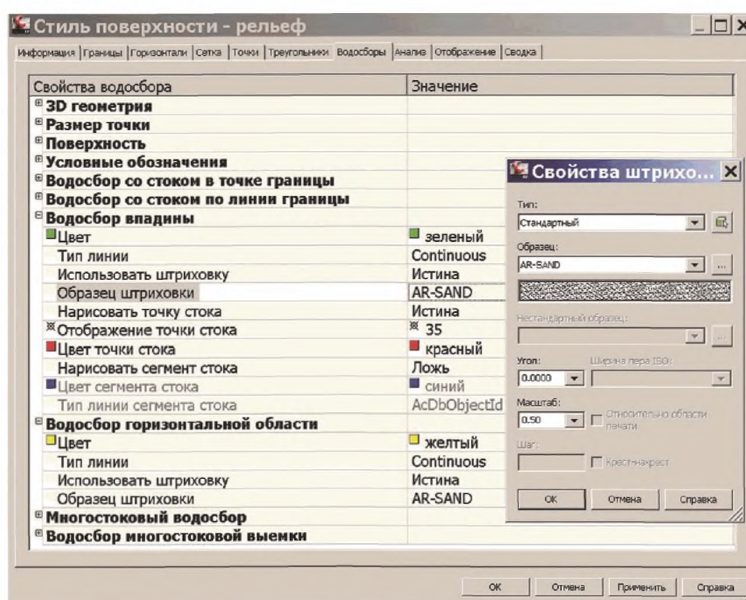 Стиль поверхности - рельеф
Информация Границы Горизонтали Сетка Точки Треугольники Водосборы Анализ Отображение Сводка
Свойства водосбора Значение
3D геометрия
Размер точки
Поверхность
Условные обозначения
Водосбор со стоком в точке границы
Водосбор со стоком по линии границы
Водосбор впадины
Цвет зеленый
Тип линии Continuous
Использовать штриховку Истина
Образец штриховки AR-SAND
Нарисовать точку стока Истина
Отображение точки стока 35
Цвет точки стока красный
Нарисовать сегмент стока Ложь
Цвет сегмента стока синий
Тип линии сегмента стока AcDbObjectId
Водосбор горизонтальной области
Цвет желтый
Тип линии Continuous
Использовать штриховку Истина
Образец штриховки AR-SAND
Многостоковый водосбор
Водосбор многостоковой выемки
Свойства штрихо...
Тип:
Стандартный
Образец:
AR-SAND
...
Нестандартный образец:
...
Угол: Ширина пера ISO:
0.0000
Масштаб:
0.50 Относительно области печати
Шаг:
Крест-накрест
ОК Отмена Справка
ОК Отмена Применить Справка